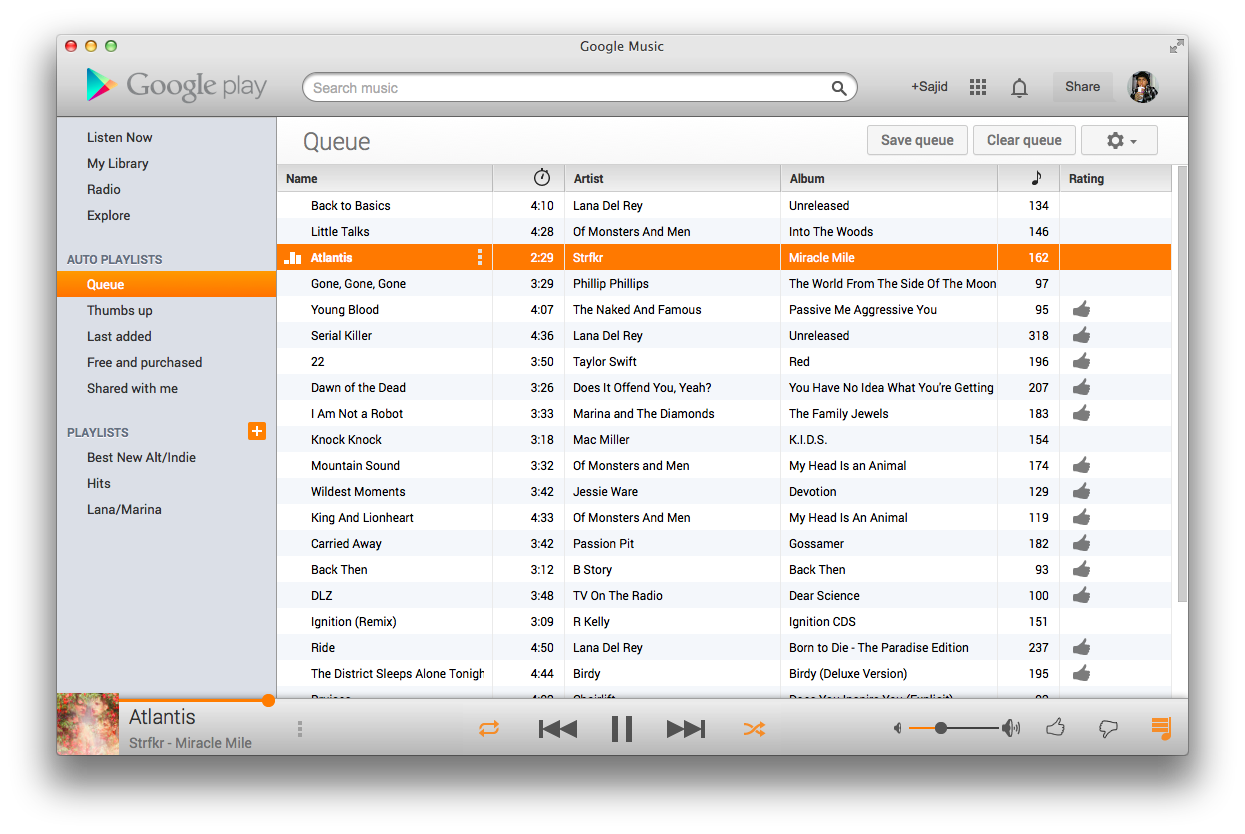 Google Music
Google play
Search music
+Sajid
Share
Listen Now
My Library
Radio
Explore
AUTO PLAYLISTS
Queue
Thumbs up
Last added
Free and purchased
Shared with me
PLAYLISTS
+
Best New Alt/Indie
Hits
Lana/Marina
Queue
Save queue
Clear queue
Name Artist Album Rating
Back to Basics 4:10 Lana Del Rey Unreleased 134
Little Talks 4:28 Of Monsters And Men Into The Woods 146
Atlantis 2:29 Strfkr Miracle Mile 162
Gone, Gone, Gone 3:29 Phillip Phillips The World From The Side Of The Moon 97
Young Blood 4:07 The Naked And Famous Passive Me Aggressive You 95
Serial Killer 4:36 Lana Del Rey Unreleased 318
22 3:50 Taylor Swift Red 196
Dawn of the Dead 3:26 Does It Offend You, Yeah? You Have No Idea What You're Getting 207
I Am Not a Robot 3:33 Marina and The Diamonds The Family Jewels 183
Knock Knock 3:18 Mac Miller K.I.D.S. 154
Mountain Sound 3:32 Of Monsters and Men My Head Is an Animal 174
Wildest Moments 3:42 Jessie Ware Devotion 129
King And Lionheart 4:33 Of Monsters And Men My Head Is An Animal 119
Carried Away 3:42 Passion Pit Gossamer 182
Back Then 3:12 B Story Back Then 93
DLZ 3:48 TV On The Radio Dear Science 100
Ignition (Remix) 3:09 R Kelly Ignition CDS 151
Ride 4:50 Lana Del Rey Born to Die - The Paradise Edition 237
The District Sleeps Alone Tonigh 4:44 Birdy Birdy (Deluxe Version) 195
Bruises Chairlift Does You Inspire You (Explicit)
Atlantis
Strfkr - Miracle Mile